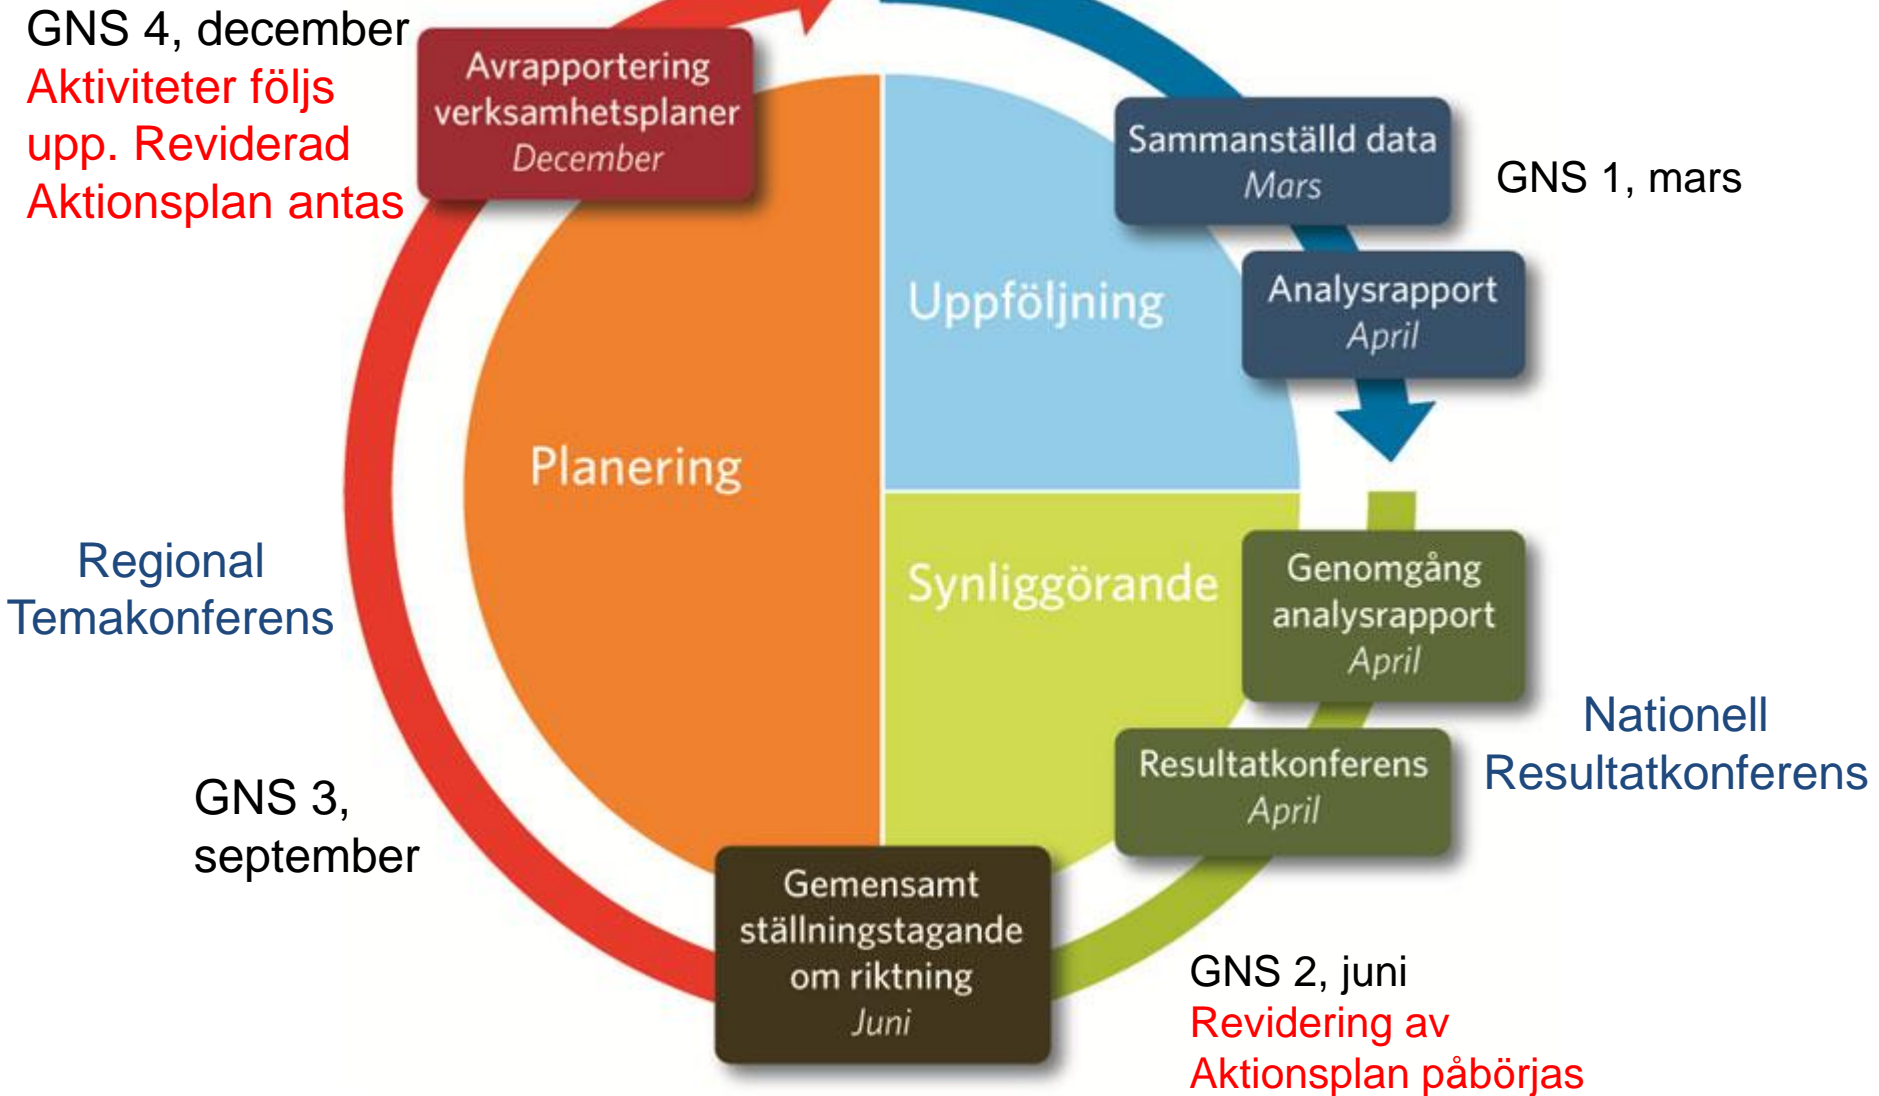 GNS 4, december
Aktiviteter följs
upp. Reviderad
Aktionsplan antas
Avrapportering
verksamhetsplaner
December
Sammanställd data
Mars
GNS 1, mars
Analysrapport
April
Uppföljning
Planering
Synliggörande
Genomgång
analysrapport
April
Regional
Temakonferens
Nationell
Resultatkonferens
Resultatkonferens
April
GNS 3,
september
Gemensamt
ställningstagande
om riktning
Juni
GNS 2, juni
Revidering av
Aktionsplan påbörjas